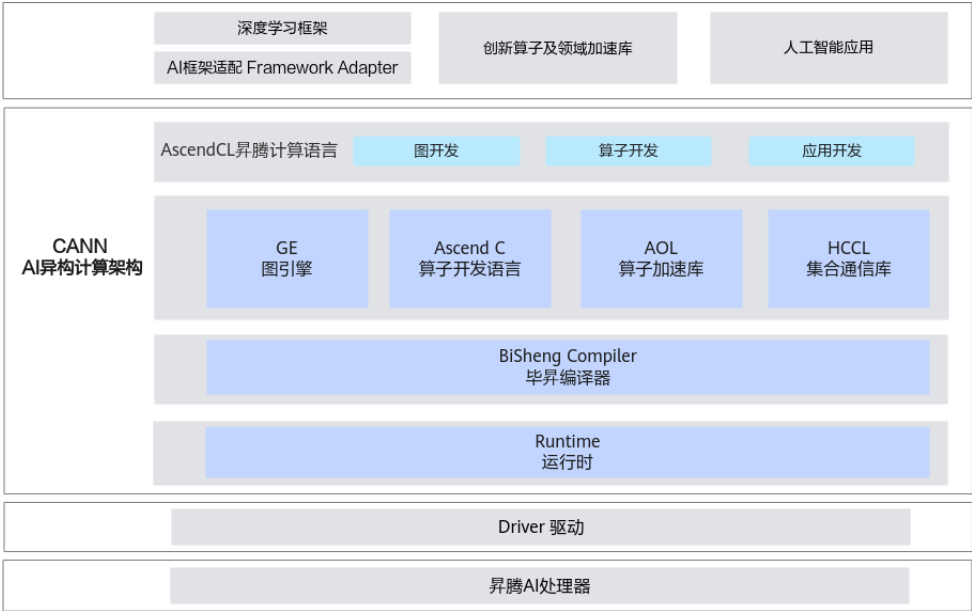 深度学习框架
AI框架适配 Framework Adapter
创新算子及领域加速库
人工智能应用
CANN
AI异构计算架构
AscendCL昇腾计算语言
图开发
算子开发
应用开发
GE
图引擎
Ascend C
算子开发语言
AOL
算子加速库
HCCL
集合通信库
BiSheng Compiler
毕昇编译器
Runtime
运行时
Driver 驱动
昇腾AI处理器